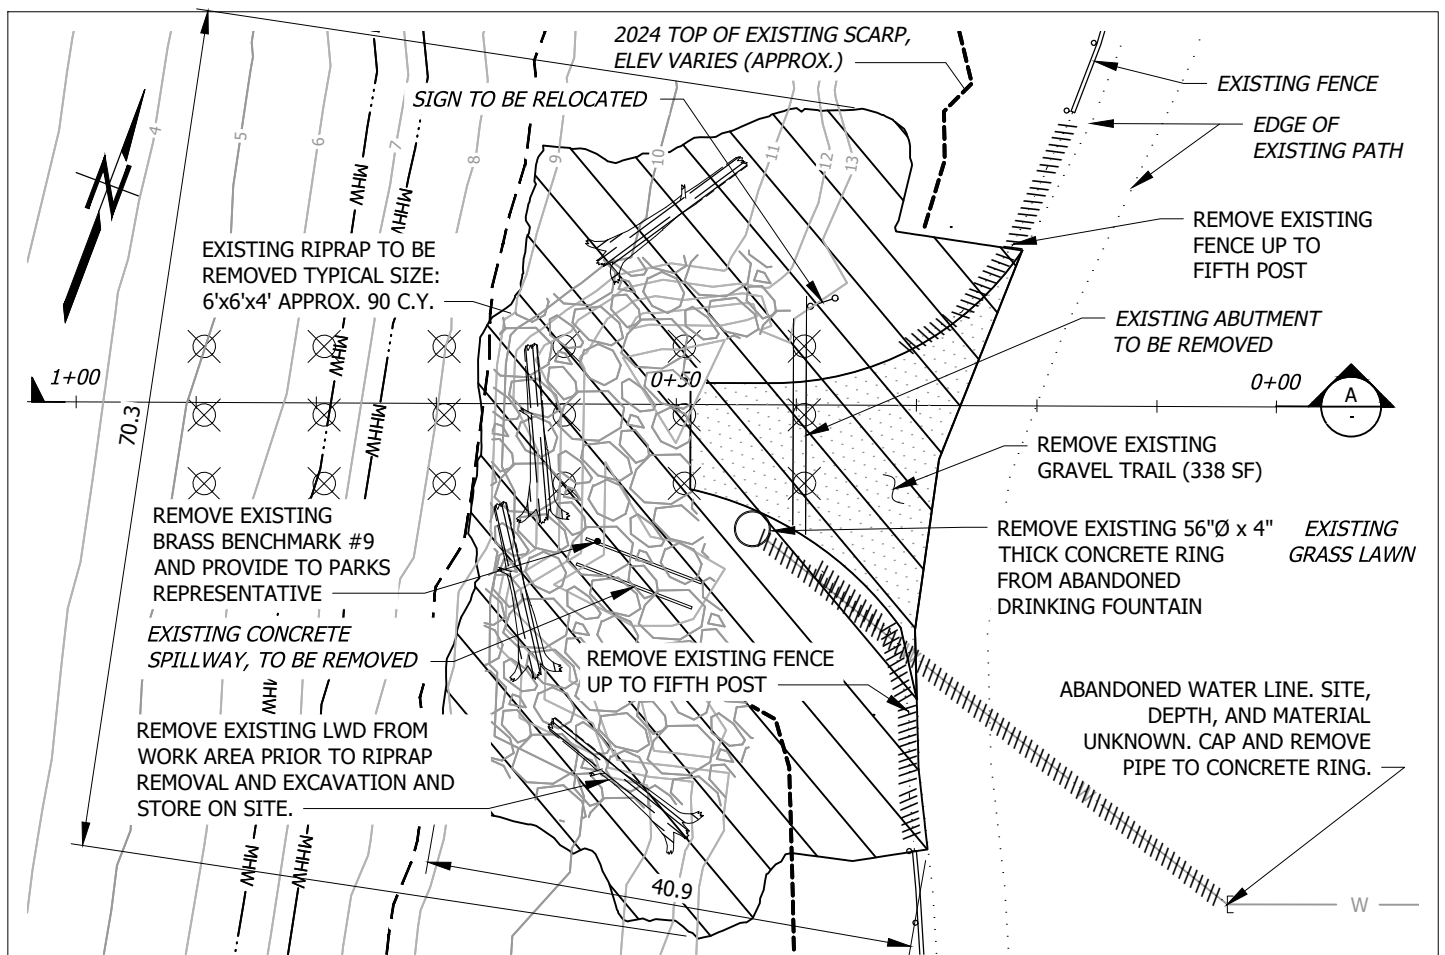 2024 TOP OF EXISTING SCARP,
ELEV VARIES (APPROX.)
SIGN TO BE RELOCATED
EXISTING FENCE
EDGE OF
EXISTING PATH
4
5
6
7
8
9
10
11
12
13
MHW
MHHW
N
REMOVE EXISTING
FENCE UP TO
FIFTH POST
EXISTING RIPRAP TO BE
REMOVED TYPICAL SIZE:
6'x6'x4' APPROX. 90 C.Y.
EXISTING ABUTMENT
TO BE REMOVED
MHW
1+00
0+50
0+00
A
-
70.3
MHHW
MHW
REMOVE EXISTING
GRAVEL TRAIL (338 SF)
REMOVE EXISTING
BRASS BENCHMARK #9
AND PROVIDE TO PARKS
REPRESENTATIVE
REMOVE EXISTING 56"Ø x 4"
THICK CONCRETE RING
FROM ABANDONED
DRINKING FOUNTAIN
EXISTING
GRASS LAWN
EXISTING CONCRETE
SPILLWAY, TO BE REMOVED
REMOVE EXISTING FENCE
UP TO FIFTH POST
MHW
MHHW
ABANDONED WATER LINE. SITE,
DEPTH, AND MATERIAL
UNKNOWN. CAP AND REMOVE
PIPE TO CONCRETE RING.
REMOVE EXISTING LWD FROM
WORK AREA PRIOR TO RIPRAP
REMOVAL AND EXCAVATION AND
STORE ON SITE.
MHW
MHHW
40.9
W